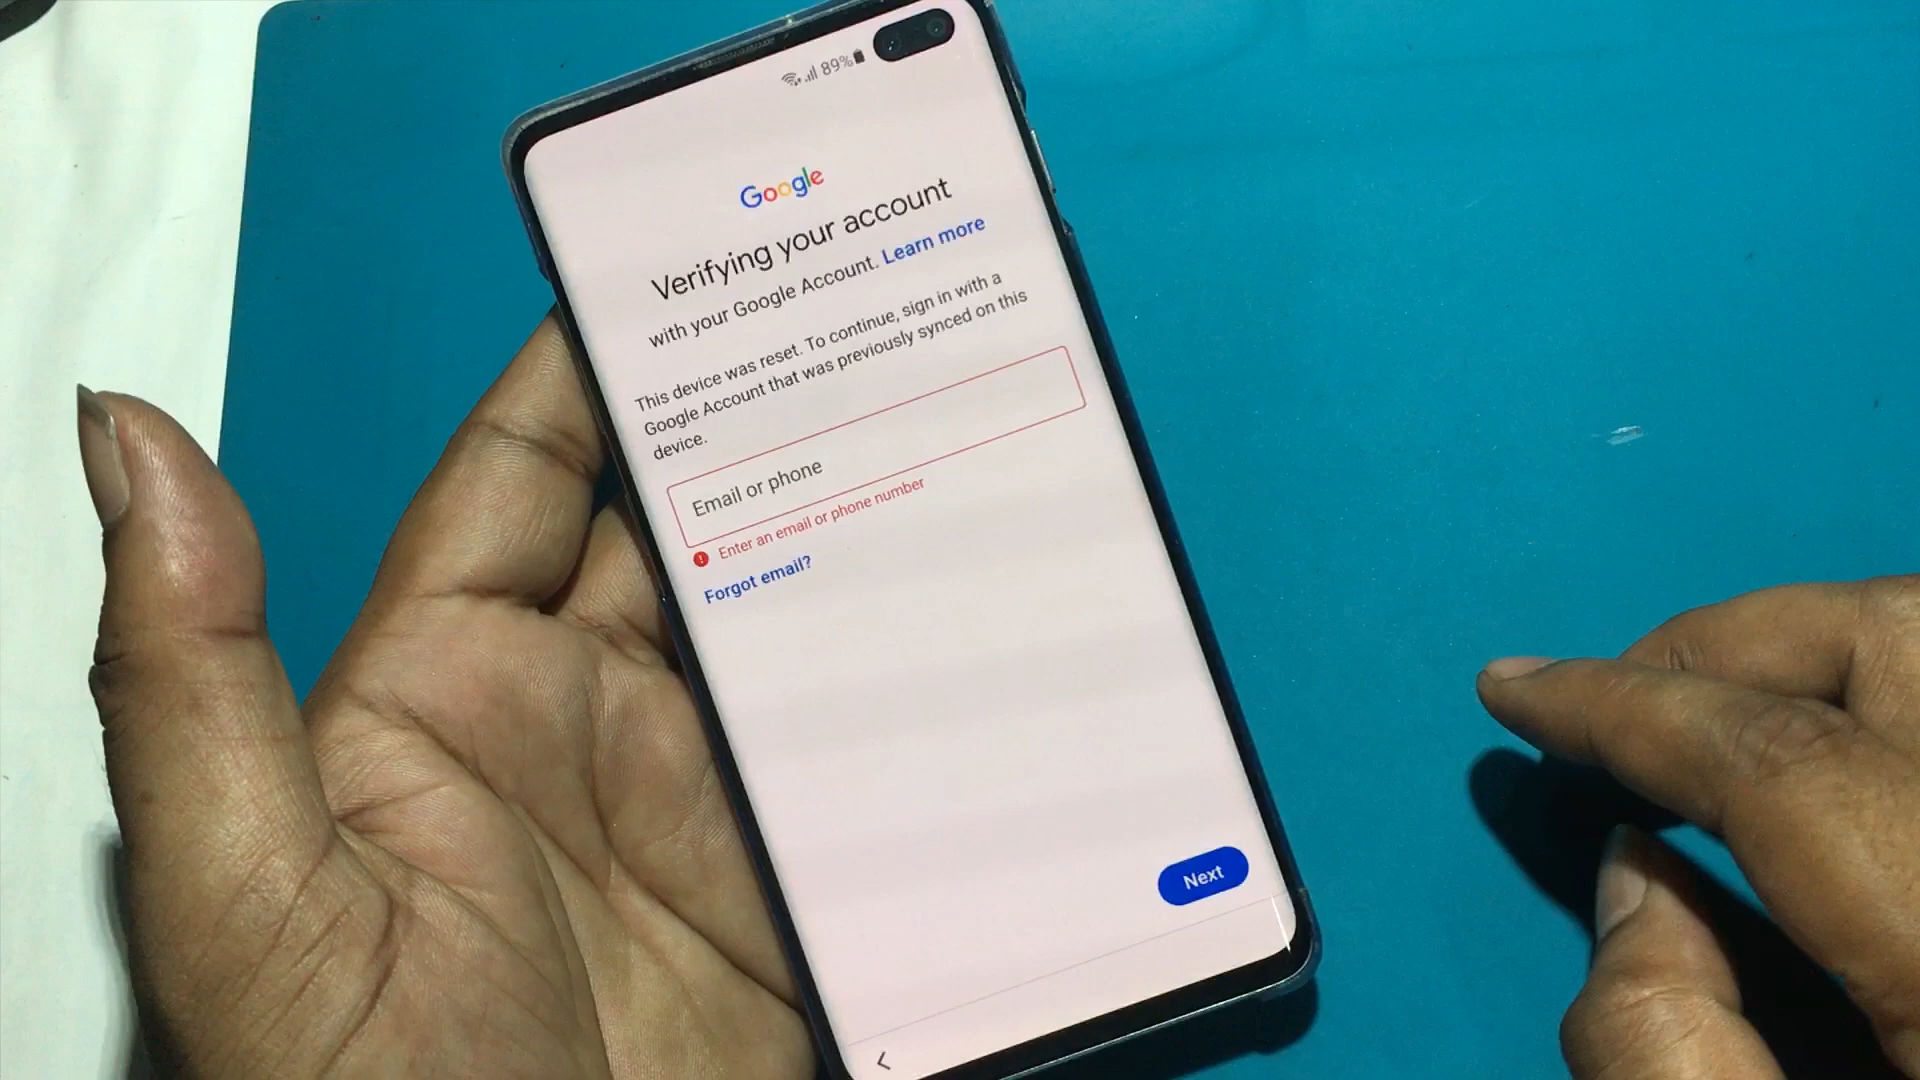 89%
Google
Verifying your account
with your Google Account. Learn more
This device was reset. To continue, sign in with a
Google Account that was previously synced on this
device.
Email or phone
Enter an email or phone number
Forgot email?
Next